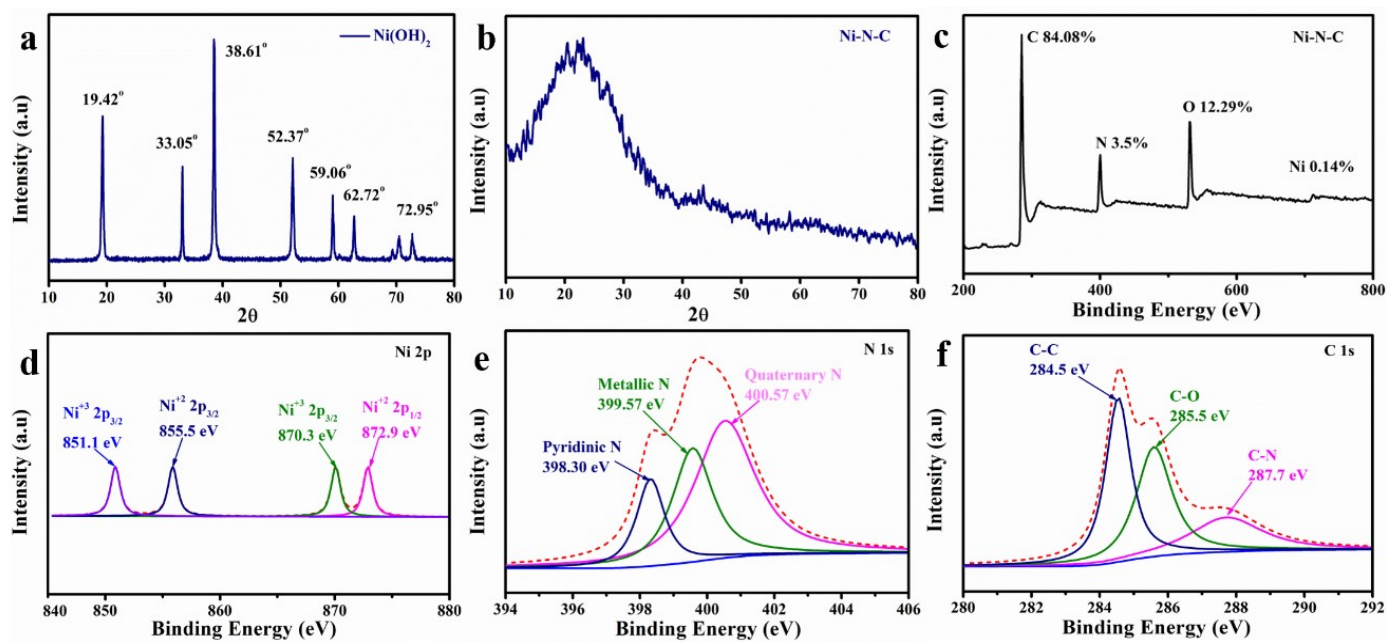 a
Ni(OH)₂
38.61°
19.42°
33.05°
52.37°
59.06°
62.72°
72.95°
Intensity (a.u)
10 20 30 40 50 60 70 80
2θ
b
Ni-N-C
Intensity (a.u)
10 20 30 40 50 60 70 80
2θ
c
Ni-N-C
C 84.08%
N 3.5%
O 12.29%
Ni 0.14%
Intensity (a.u)
200 400 600 800
Binding Energy (eV)
d
Ni 2p
Ni⁺³ 2p₃/₂
851.1 eV
Ni⁺² 2p₃/₂
855.5 eV
Ni⁺³ 2p₃/₂
870.3 eV
Ni⁺² 2p₁/₂
872.9 eV
Intensity (a.u)
840 850 860 870 880
Binding Energy (eV)
e
N 1s
Quaternary N
400.57 eV
Metallic N
399.57 eV
Pyridinic N
398.30 eV
Intensity (a.u)
394 396 398 400 402 404 406
Binding Energy (eV)
f
C 1s
C-C
284.5 eV
C-O
285.5 eV
C-N
287.7 eV
Intensity (a.u)
280 282 284 286 288 290 292
Binding Energy (eV)